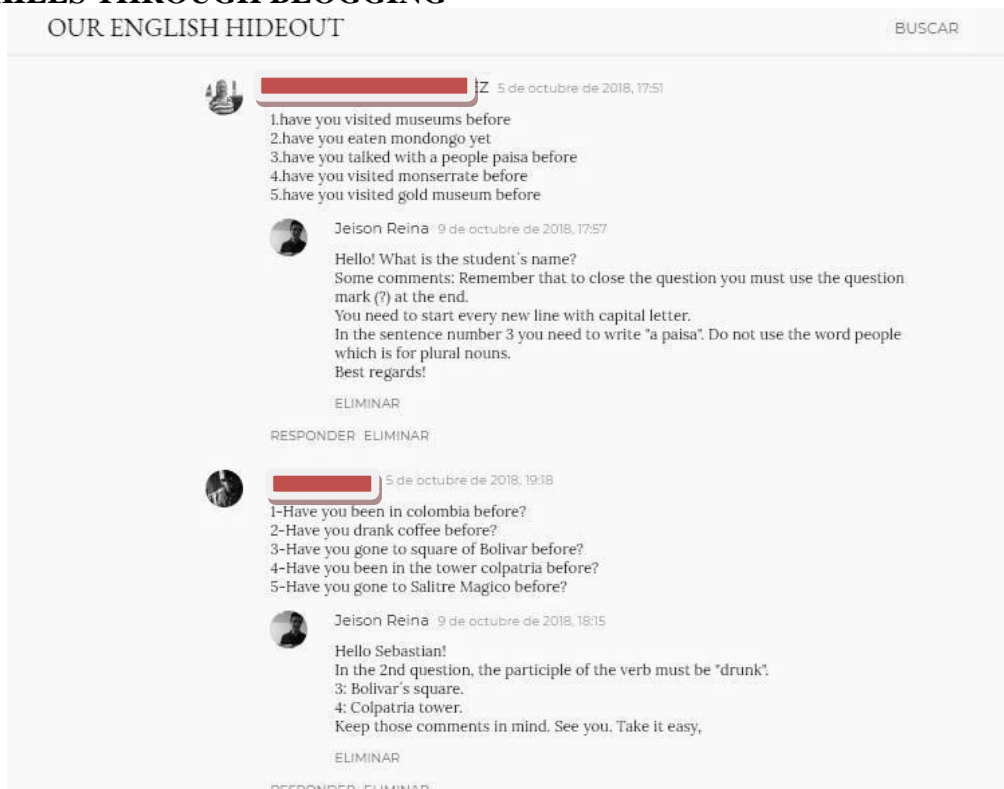 THROUGH BLOGGING
OUR ENGLISH HIDEOUT
BUSCAR
EZ 5 de octubre de 2018, 17:51
1.have you visited museums before
2.have you eaten mondongo yet
3.have you talked with a people paisa before
4.have you visited monserrate before
5.have you visited gold museum before
Jeison Reina 9 de octubre de 2018, 17:57
Hello! What is the student´s name?
Some comments: Remember that to close the question you must use the question
mark (?) at the end.
You need to start every new line with capital letter.
In the sentence number 3 you need to write "a paisa". Do not use the word people
which is for plural nouns.
Best regards!
ELIMINAR
RESPONDER ELIMINAR
5 de octubre de 2018, 19:18
1-Have you been in colombia before?
2-Have you drank coffee before?
3-Have you gone to square of Bolivar before?
4-Have you been in the tower colpatria before?
5-Have you gone to Salitre Magico before?
Jeison Reina 9 de octubre de 2018, 18:15
Hello Sebastian!
In the 2nd question, the participle of the verb must be "drunk".
3: Bolivar´s square.
4: Colpatria tower.
Keep those comments in mind. See you. Take it easy,
ELIMINAR
RESPONDER ELIMINAR